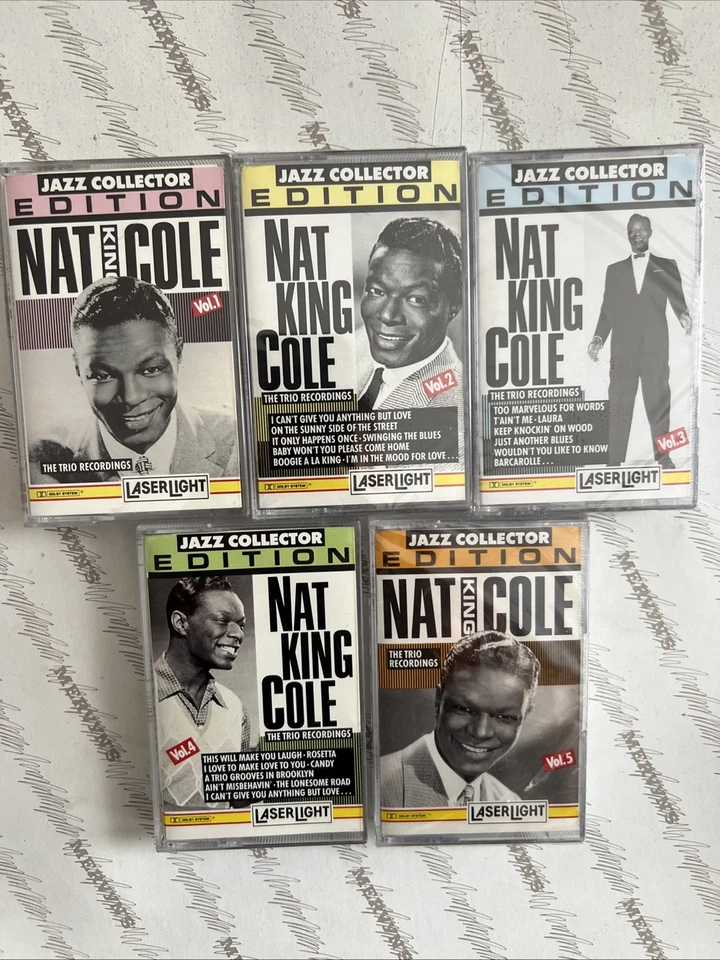 JAZZ COLLECTOR
EDITION
NAT KING COLE
Vol.1
THE TRIO RECORDINGS
DOLBY SYSTEM
LASERLIGHT
JAZZ COLLECTOR
EDITION
NAT
KING
COLE
Vol.2
THE TRIO RECORDINGS
I CAN'T GIVE YOU ANYTHING BUT LOVE
ON THE SUNNY SIDE OF THE STREET
IT ONLY HAPPENS ONCE · SWINGING THE BLUES
BABY WON'T YOU PLEASE COME HOME
BOOGIE A LA KING · I'M IN THE MOOD FOR LOVE...
DOLBY SYSTEM
LASERLIGHT
JAZZ COLLECTOR
EDITION
NAT
KING
COLE
THE TRIO RECORDINGS
TOO MARVELOUS FOR WORDS
T'AIN'T ME · LAURA
KEEP KNOCKIN' ON WOOD
JUST ANOTHER BLUES
WOULDN'T YOU LIKE TO KNOW
BARCAROLLE...
Vol.3
DOLBY SYSTEM
LASERLIGHT
JAZZ COLLECTOR
EDITION
NAT
KING
COLE
THE TRIO RECORDINGS
Vol.4
THIS WILL MAKE YOU LAUGH · ROSETTA
I LOVE TO MAKE LOVE TO YOU · CANDY
A TRIO GROOVES IN BROOKLYN
AIN'T MISBEHAVIN' · THE LONESOME ROAD
I CAN'T GIVE YOU ANYTHING BUT LOVE...
DOLBY SYSTEM
LASERLIGHT
JAZZ COLLECTOR
EDITION
NAT KING COLE
THE TRIO
RECORDINGS
Vol.5
DOLBY SYSTEM
LASERLIGHT